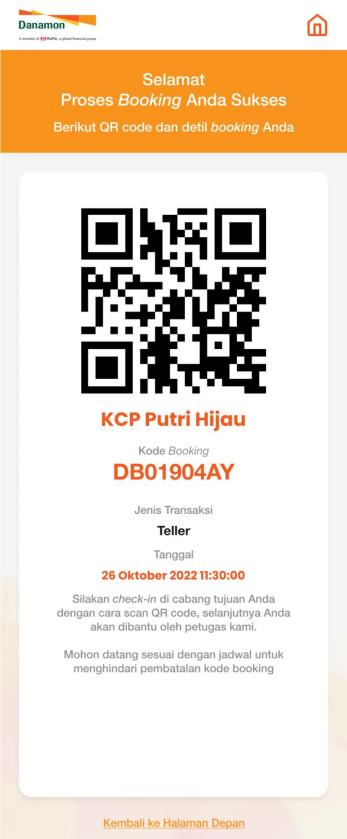 Danamon
A member of MUFG, a global financial group
Selamat
Proses Booking Anda Sukses
Berikut QR code dan detil booking Anda
KCP Putri Hijau
Kode Booking
DB01904AY
Jenis Transaksi
Teller
Tanggal
26 Oktober 2022 11:30:00
Silakan check-in di cabang tujuan Anda
dengan cara scan QR code, selanjutnya Anda
akan dibantu oleh petugas kami.
Mohon datang sesuai dengan jadwal untuk
menghindari pembatalan kode booking
Kembali ke Halaman Depan